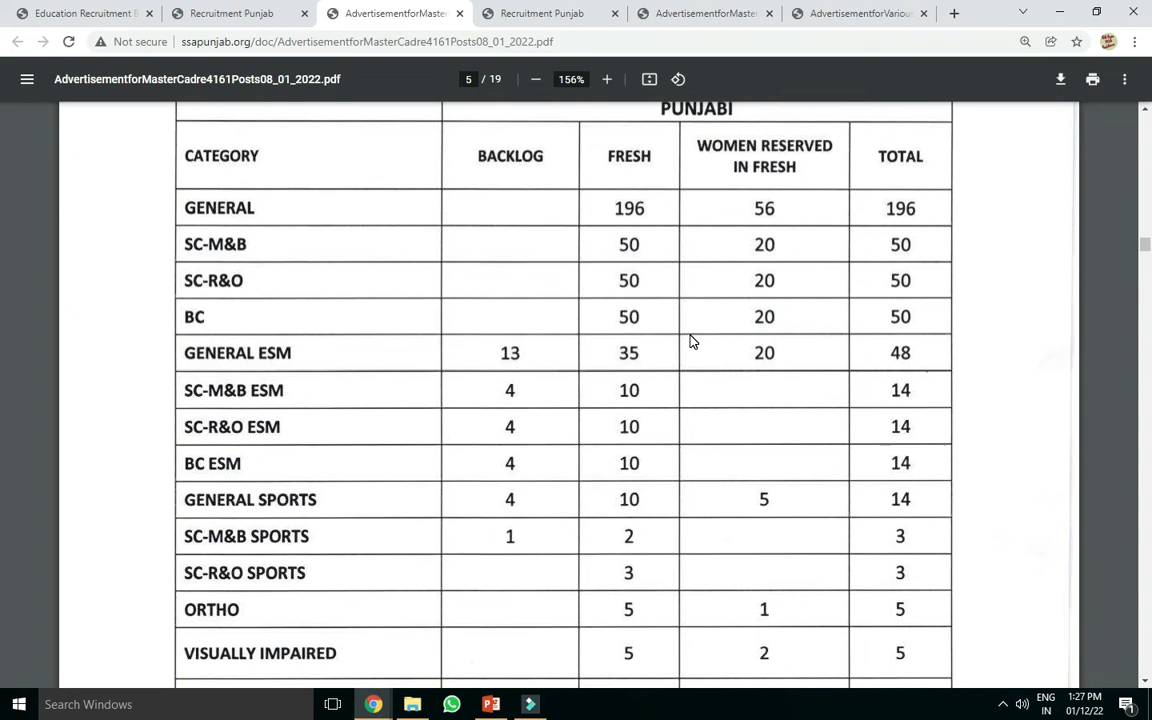 Education Recruitment B
Recruitment Punjab
AdvertisementforMaster
Recruitment Punjab
AdvertisementforMaster
AdvertisementforVarious
Not secure
ssapunjab.org/doc/AdvertisementforMasterCadre4161Posts08_01_2022.pdf
AdvertisementforMasterCadre4161Posts08_01_2022.pdf
5 / 19
156%
PUNJABI
CATEGORY BACKLOG FRESH WOMEN RESERVED IN FRESH TOTAL
GENERAL 196 56 196
SC-M&B 50 20 50
SC-R&O 50 20 50
BC 50 20 50
GENERAL ESM 13 35 20 48
SC-M&B ESM 4 10 14
SC-R&O ESM 4 10 14
BC ESM 4 10 14
GENERAL SPORTS 4 10 5 14
SC-M&B SPORTS 1 2 3
SC-R&O SPORTS 3 3
ORTHO 5 1 5
VISUALLY IMPAIRED 5 2 5
Search Windows
ENG
IN
1:27 PM
01/12/22
1